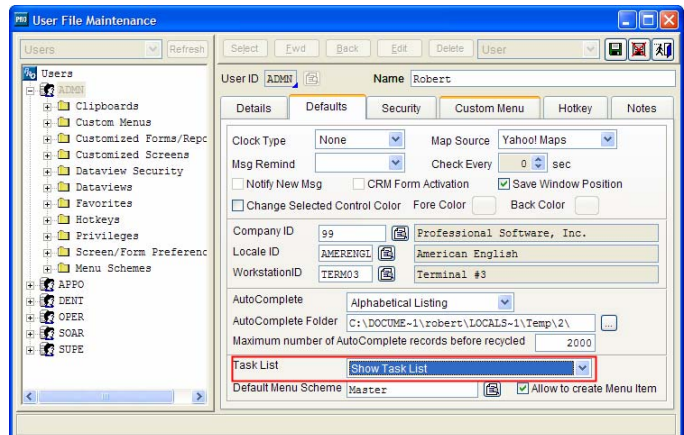 PRO User File Maintenance
Users Refresh
Select Fwd Back Edit Delete User
Users
ADMN
Clipboards
Custom Menus
Customized Forms/Repc
Customized Screens
Dataview Security
Dataviews
Favorites
Hotkeys
Privileges
Screen/Form Preferenc
Menu Schemes
APPO
DENT
OPER
SOAR
SUPE
User ID ADMN Name Robert
Details Defaults Security Custom Menu Hotkey Notes
Clock Type None Map Source Yahoo! Maps
Msg Remind Check Every 0 sec
Notify New Msg CRM Form Activation Save Window Position
Change Selected Control Color Fore Color Back Color
Company ID 99 Professional Software, Inc.
Locale ID AMERENGL American English
WorkstationID TERM03 Terminal #3
AutoComplete Alphabetical Listing
AutoComplete Folder C:\DOCUME~1\robert\LOCALS~1\Temp\2\ ...
Maximum number of AutoComplete records before recycled 2000
Task List Show Task List
Default Menu Scheme Master Allow to create Menu Item